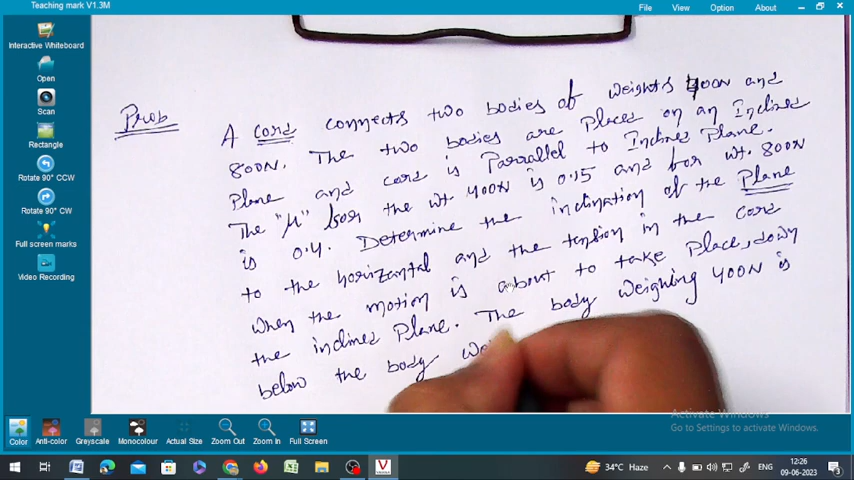 Teaching mark V1.3M
File View Option About
Interactive Whiteboard
Open
Scan
Rectangle
Rotate 90° CCW
Rotate 90° CW
Full screen marks
Video Recording
Prob
A cord connects two bodies of weights 400N and
800N. The two bodies are Placed on an Inclined
Plane and cord is Parrallel to Inclined Plane.
The "μ" for the wt 400N is 0.15 and for wt. 800N
is 0.4. Determine the inclination of the Plane
to the horizontal and the tension in the cord
when the motion is about to take Place, down
the inclined Plane. The body weighing 400N is
below the body wei
Activate Windows
Go to Settings to activate Windows.
Color Anti-color Greyscale Monocolour Actual Size Zoom Out Zoom In Full Screen
34°C Haze ENG 12:26
09-06-2023
3